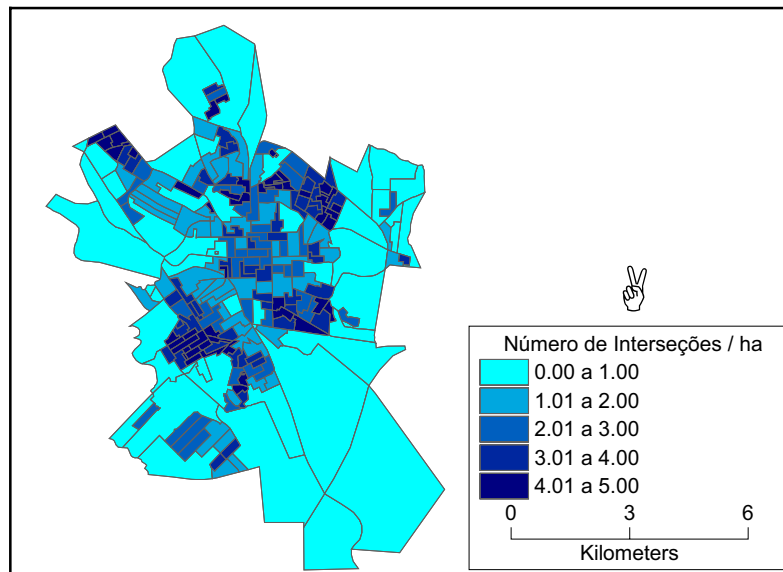 Número de Interseções / ha
0.00 a 1.00
1.01 a 2.00
2.01 a 3.00
3.01 a 4.00
4.01 a 5.00
0 3 6
Kilometers